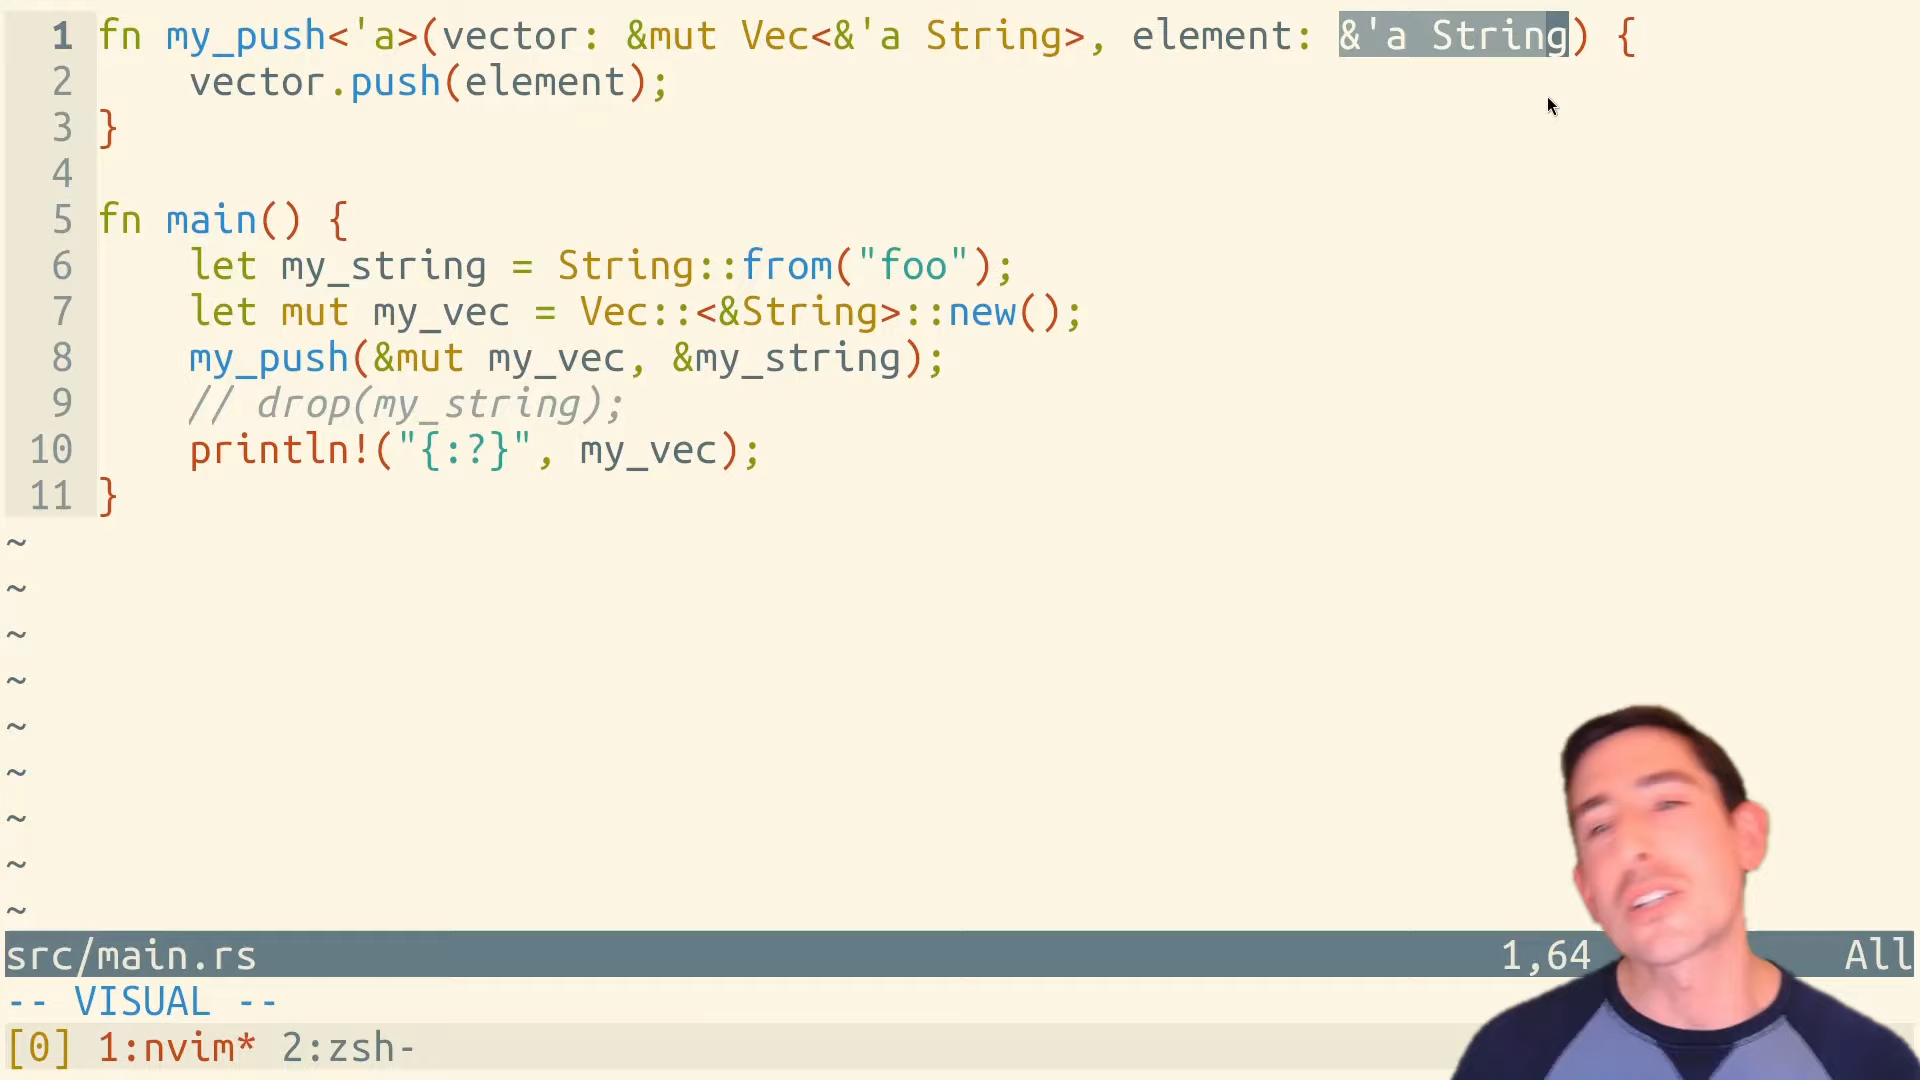 1 fn my_push<'a>(vector: &mut Vec<&'a String>, element: &'a String) {
2     vector.push(element);
3 }
4
5 fn main() {
6     let my_string = String::from("foo");
7     let mut my_vec = Vec::<&String>::new();
8     my_push(&mut my_vec, &my_string);
9     // drop(my_string);
10     println!("{:?}", my_vec);
11 }
~
~
~
~
~
~
~
~
~
src/main.rs 1,64 All
-- VISUAL --
[0] 1:nvim* 2:zsh-